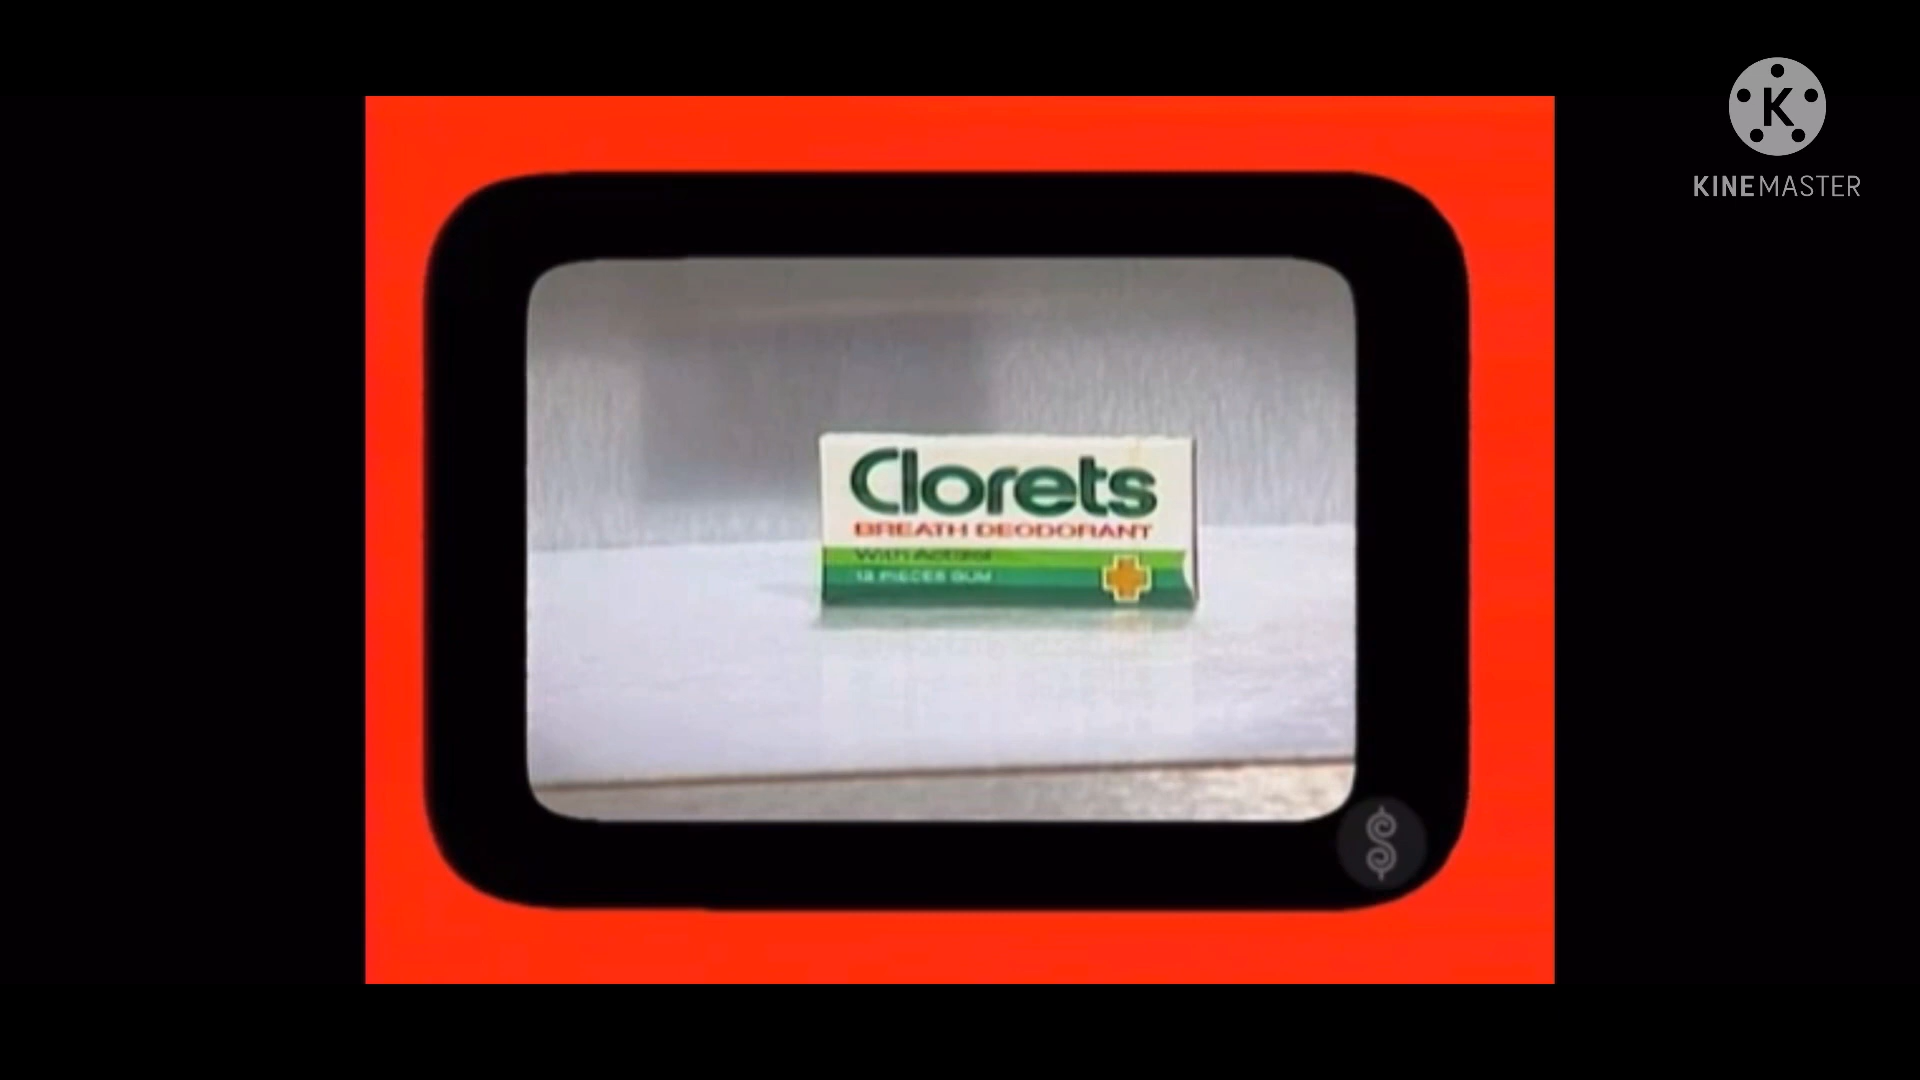 K
KINEMASTER
Clorets
BREATH DEODORANT
With Actizol
12 PIECES GUM